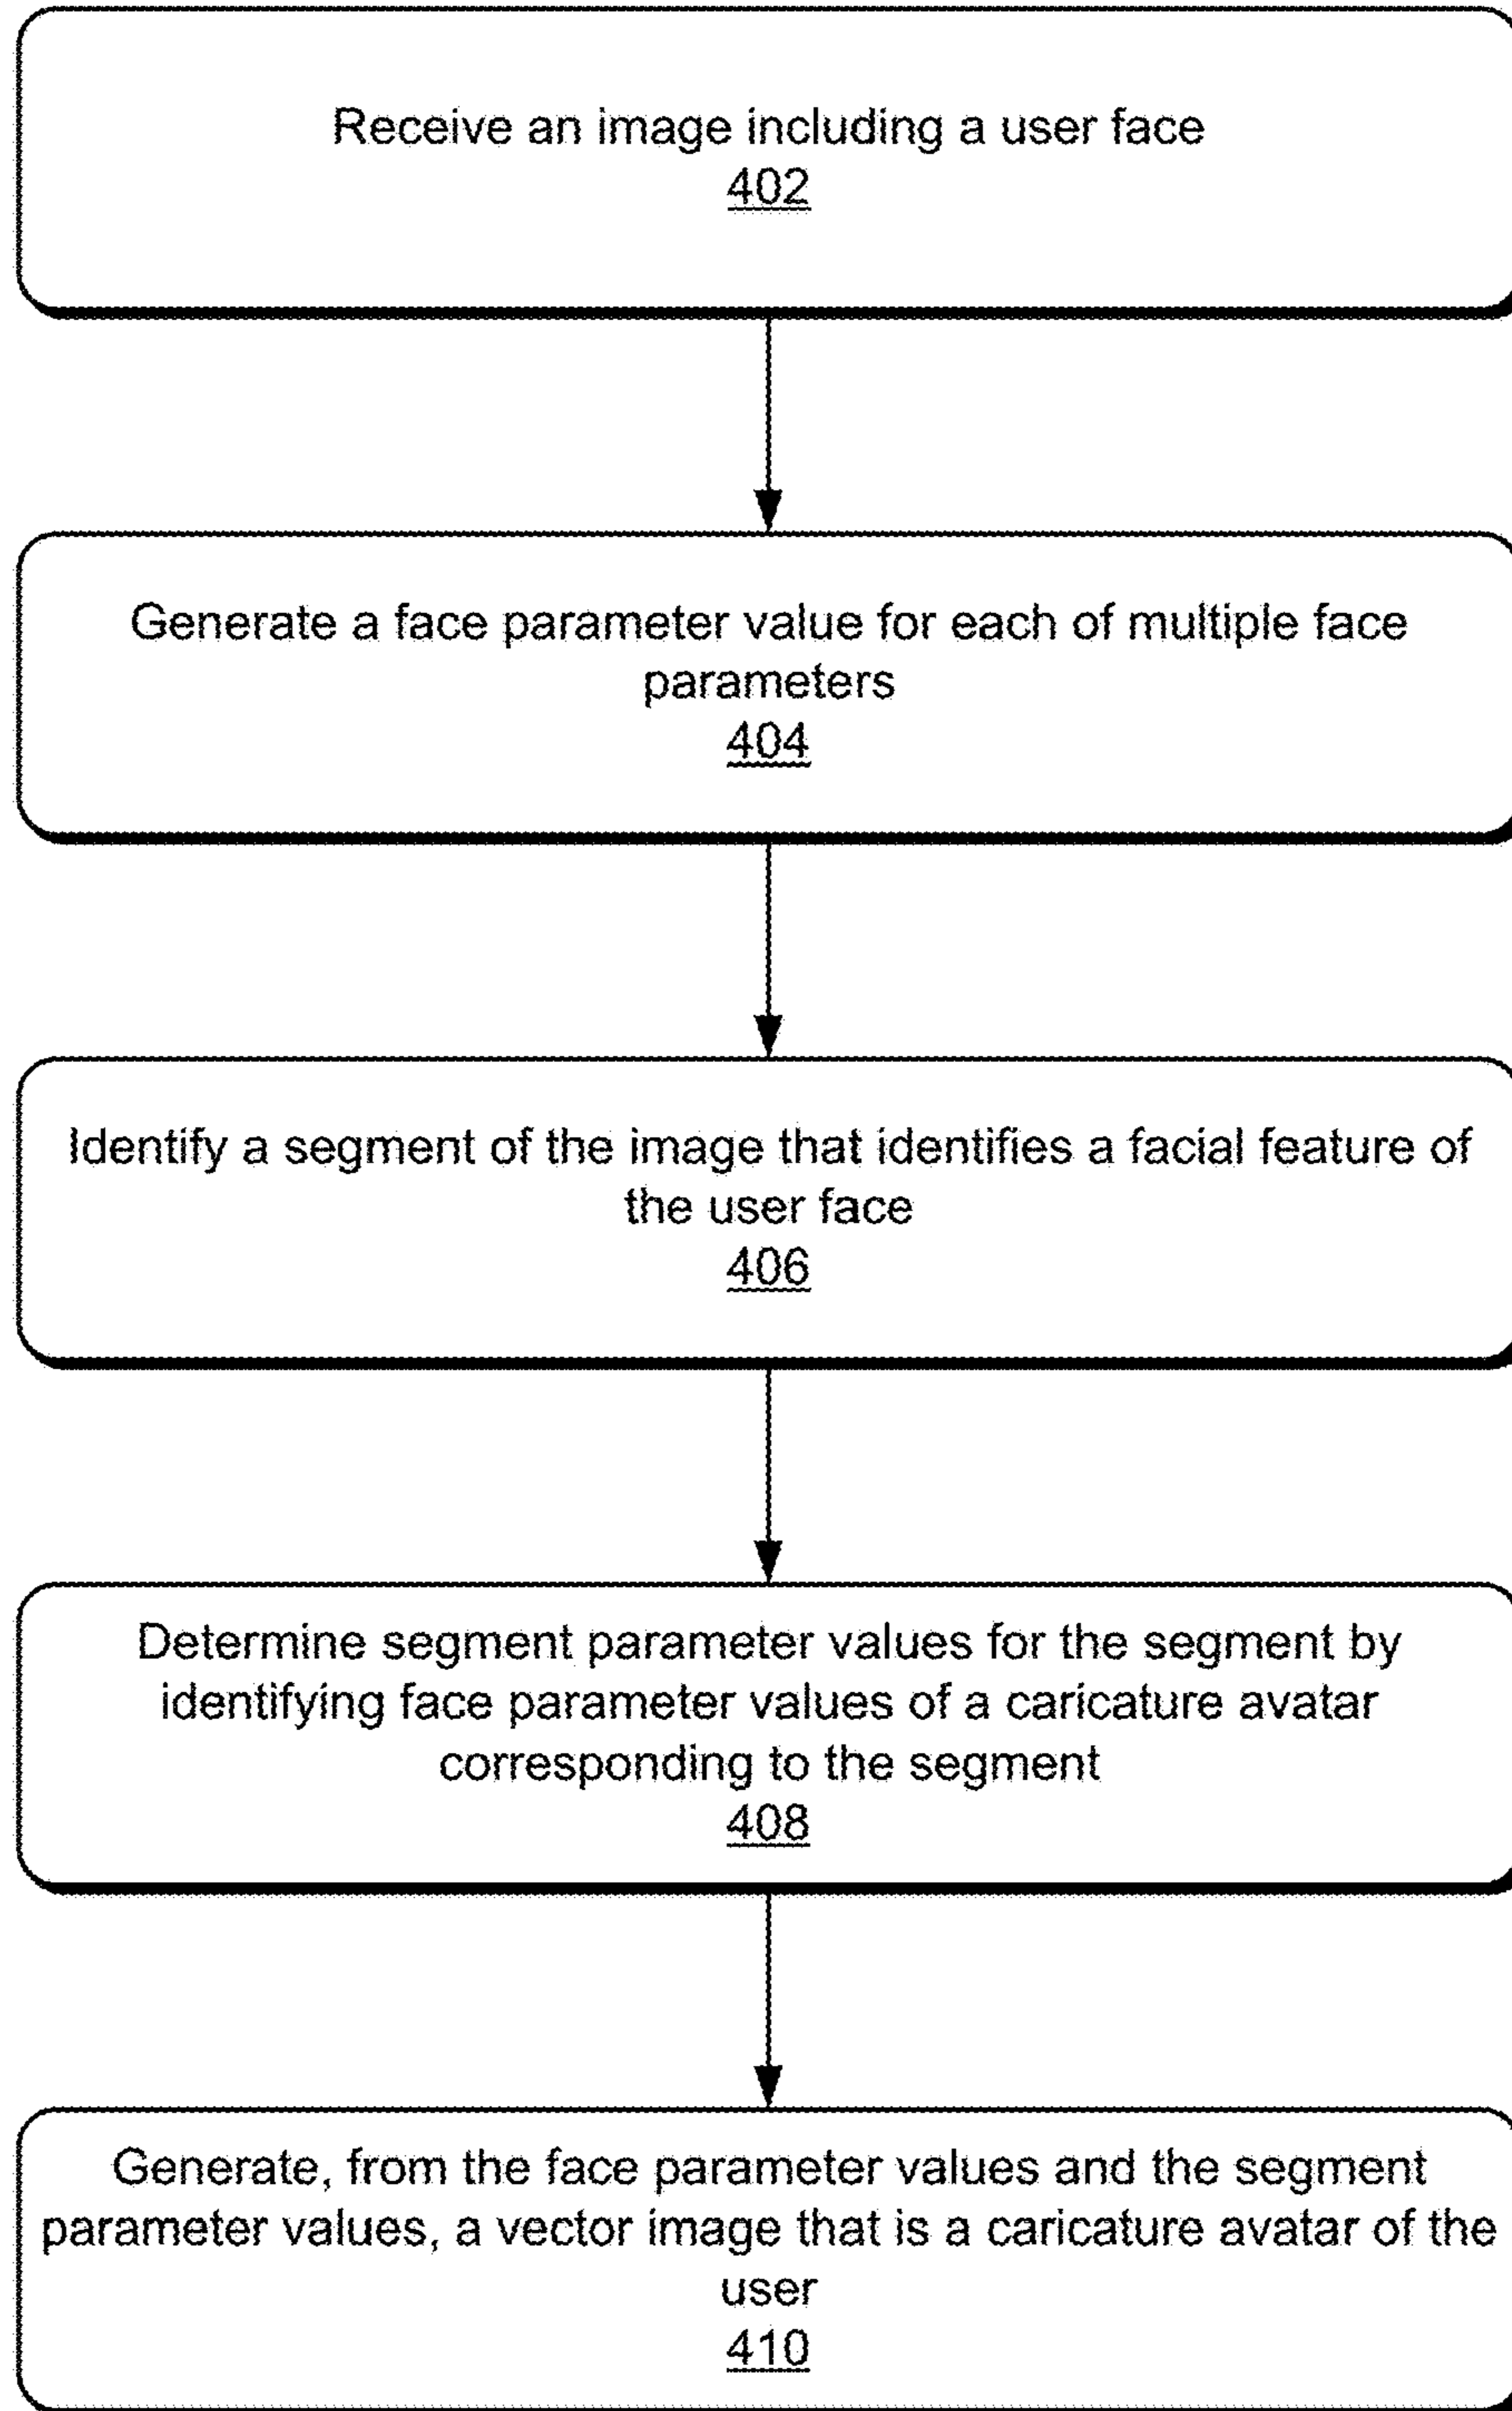 Receive an image including a user face
402
Generate a face parameter value for each of multiple face
parameters
404
Identify a segment of the image that identifies a facial feature of
the user face
406
Determine segment parameter values for the segment by
identifying face parameter values of a caricature avatar
corresponding to the segment
408
Generate, from the face parameter values and the segment
parameter values, a vector image that is a caricature avatar of the
user
410